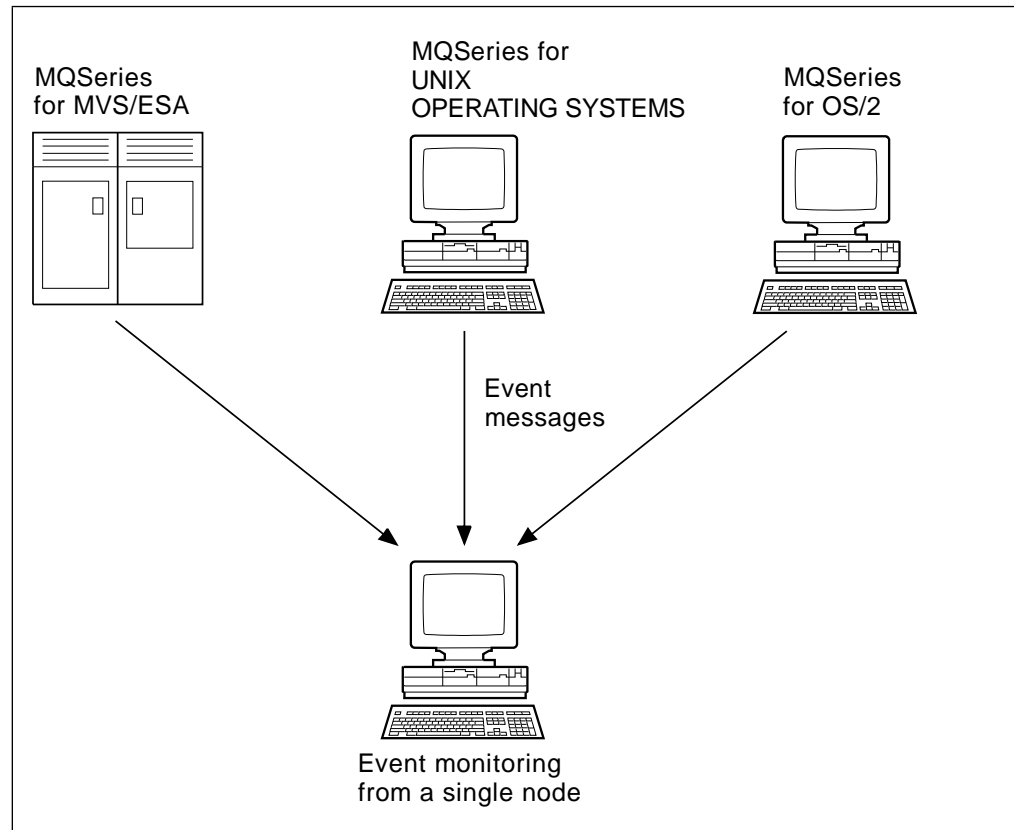 MQSeries
for MVS/ESA
MQSeries for
UNIX
OPERATING SYSTEMS
MQSeries
for OS/2
Event
messages
Event monitoring
from a single node